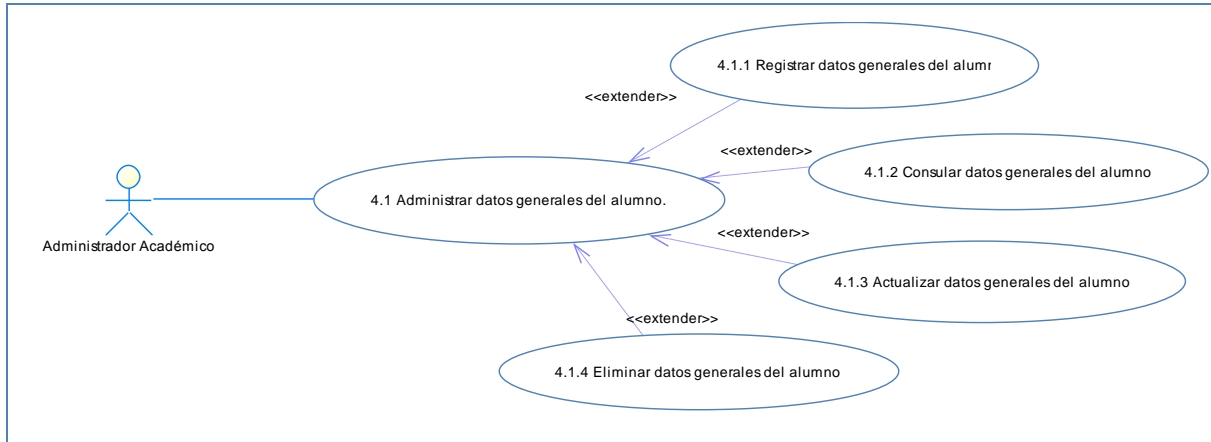 4.1.1 Registrar datos generales del alumn
<<extender>>
<<extender>>
4.1.2 Consular datos generales del alumno
4.1 Administrar datos generales del alumno.
Administrador Académico
<<extender>>
4.1.3 Actualizar datos generales del alumno
<<extender>>
4.1.4 Eliminar datos generales del alumno